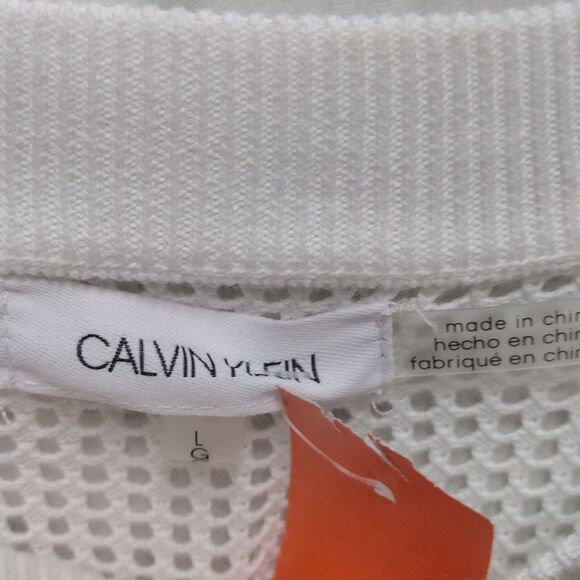 CALVIN KLEIN
L
G
made in chin
hecho en chin
fabriqué en chin